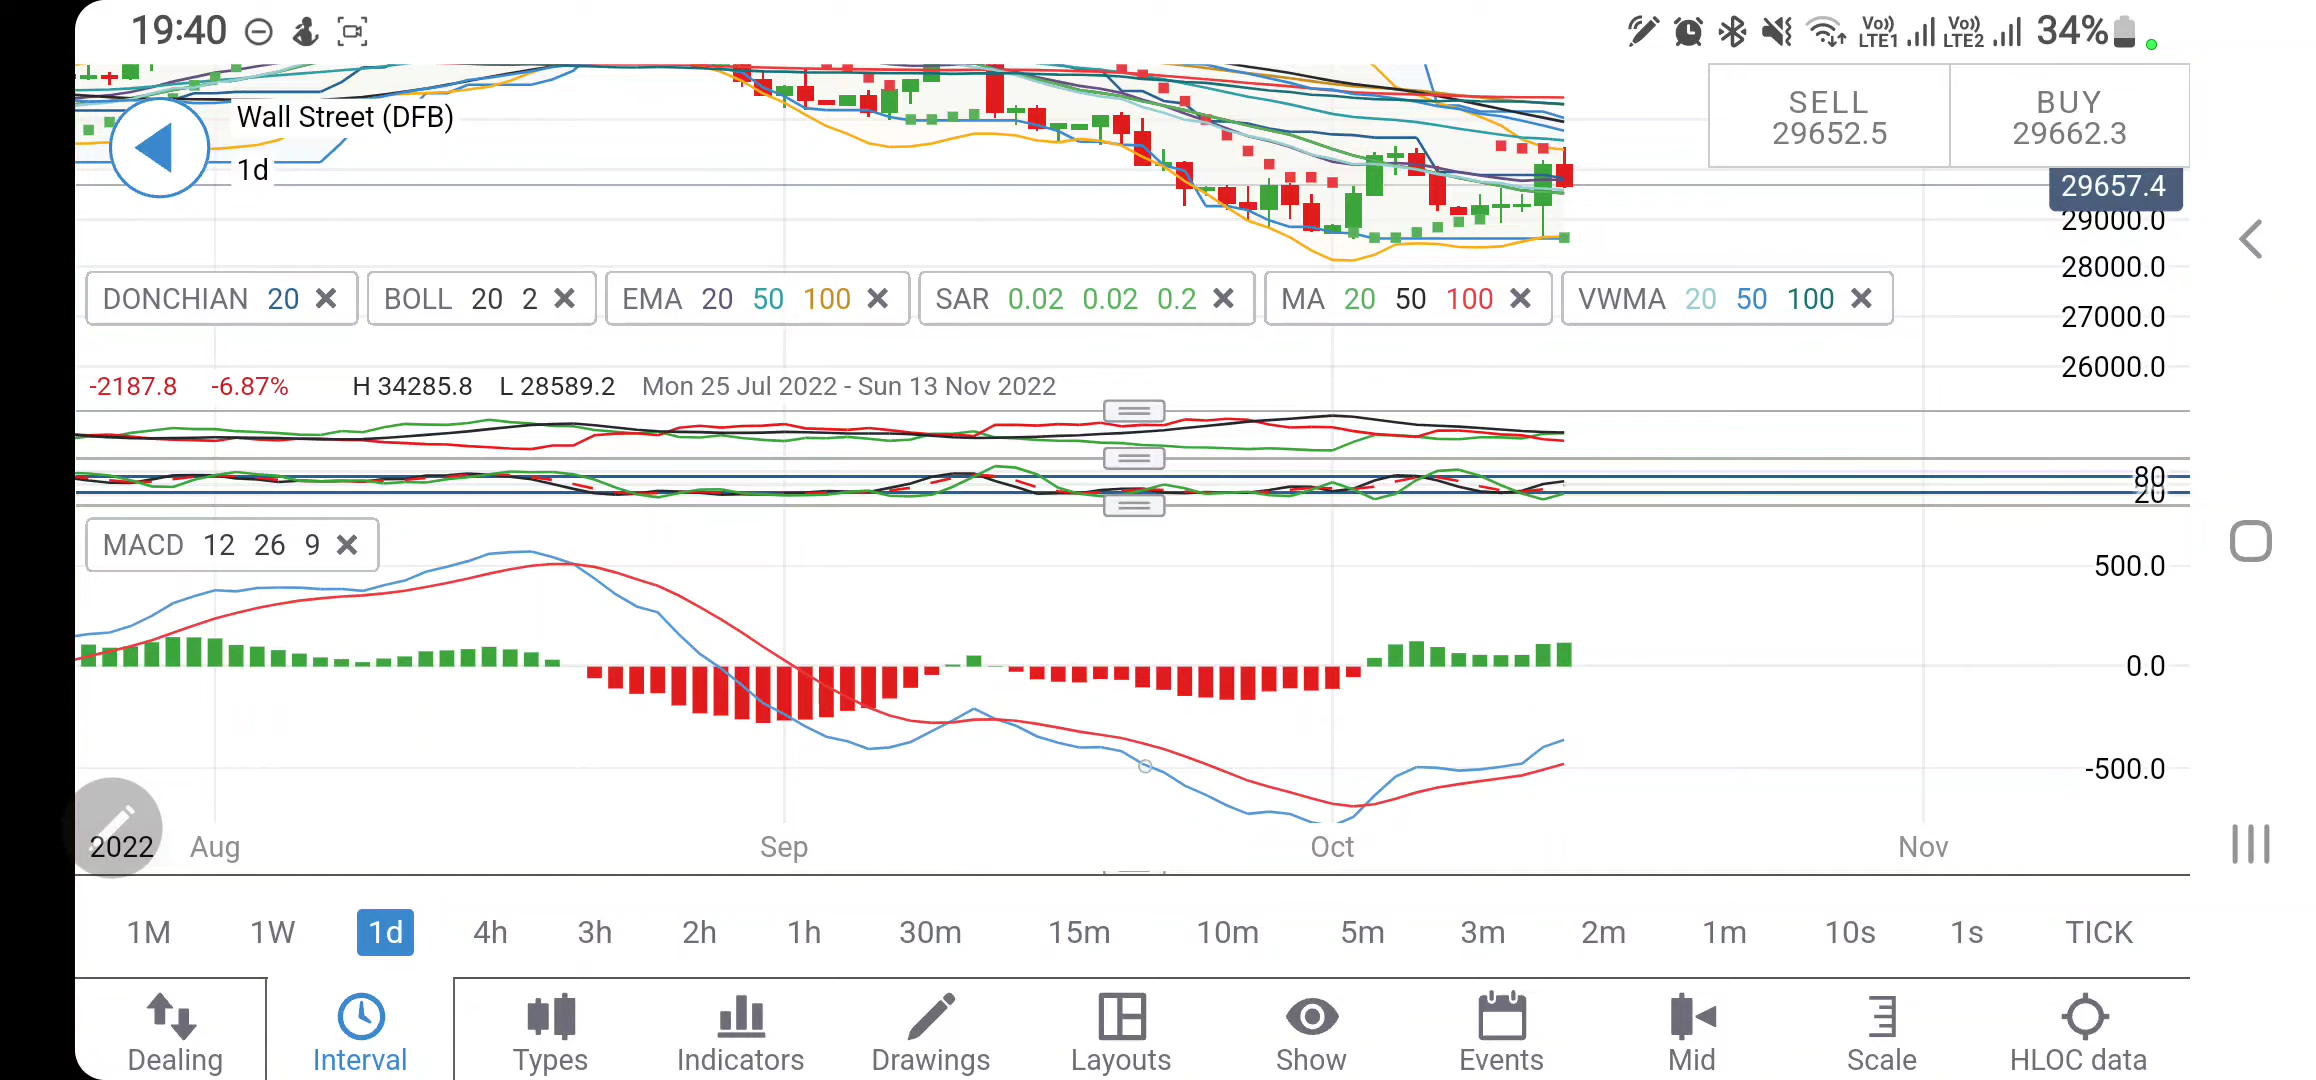 19:40
Vo)) LTE1 Vo)) LTE2 34%
Wall Street (DFB)
1d
SELL BUY
29652.5 29662.3
29657.4
29000.0
28000.0
DONCHIAN 20 BOLL 20 2 EMA 20 50 100 SAR 0.02 0.02 0.2 MA 20 50 100 VWMA 20 50 100
27000.0
26000.0
-2187.8 -6.87% H 34285.8 L 28589.2 Mon 25 Jul 2022 - Sun 13 Nov 2022
80
20
MACD 12 26 9
500.0
0.0
-500.0
2022 Aug Sep Oct Nov
1M 1W 1d 4h 3h 2h 1h 30m 15m 10m 5m 3m 2m 1m 10s 1s TICK
Dealing Interval Types Indicators Drawings Layouts Show Events Mid Scale HLOC data